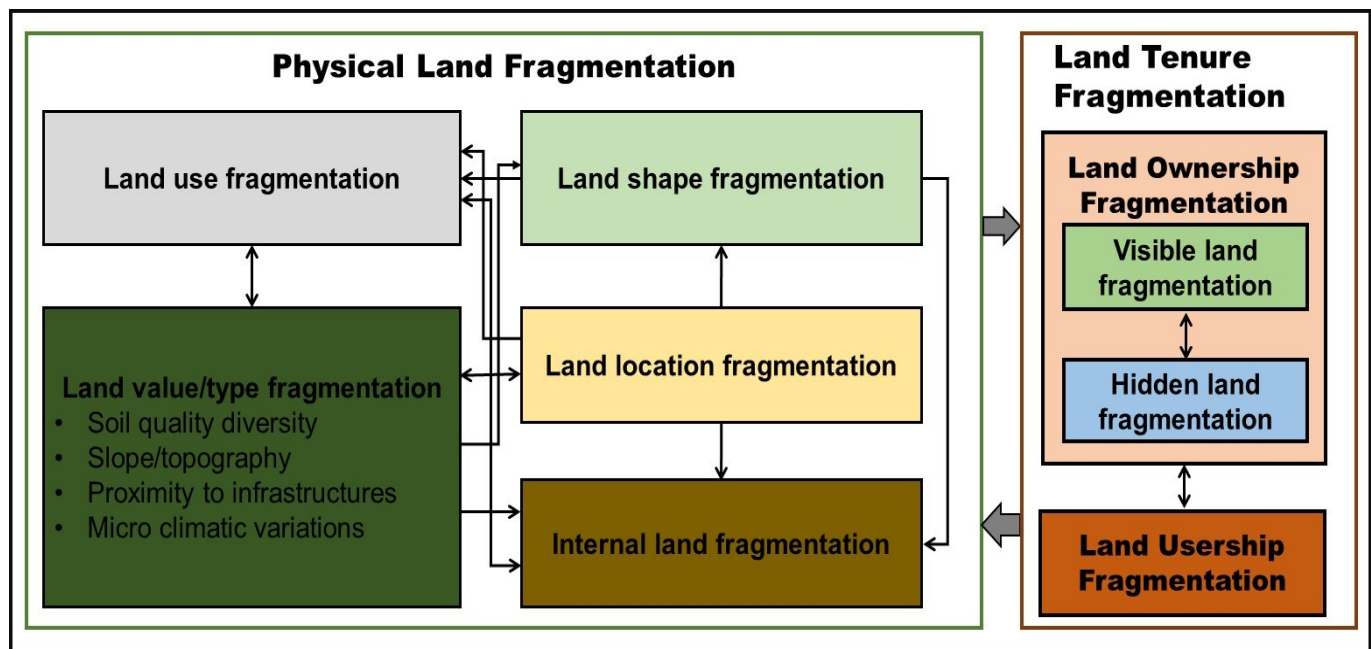 Physical Land Fragmentation
Land use fragmentation
Land shape fragmentation
Land value/type fragmentation
• Soil quality diversity
• Slope/topography
• Proximity to infrastructures
• Micro climatic variations
Land location fragmentation
Internal land fragmentation
Land Tenure
Fragmentation
Land Ownership
Fragmentation
Visible land
fragmentation
Hidden land
fragmentation
Land Usership
Fragmentation